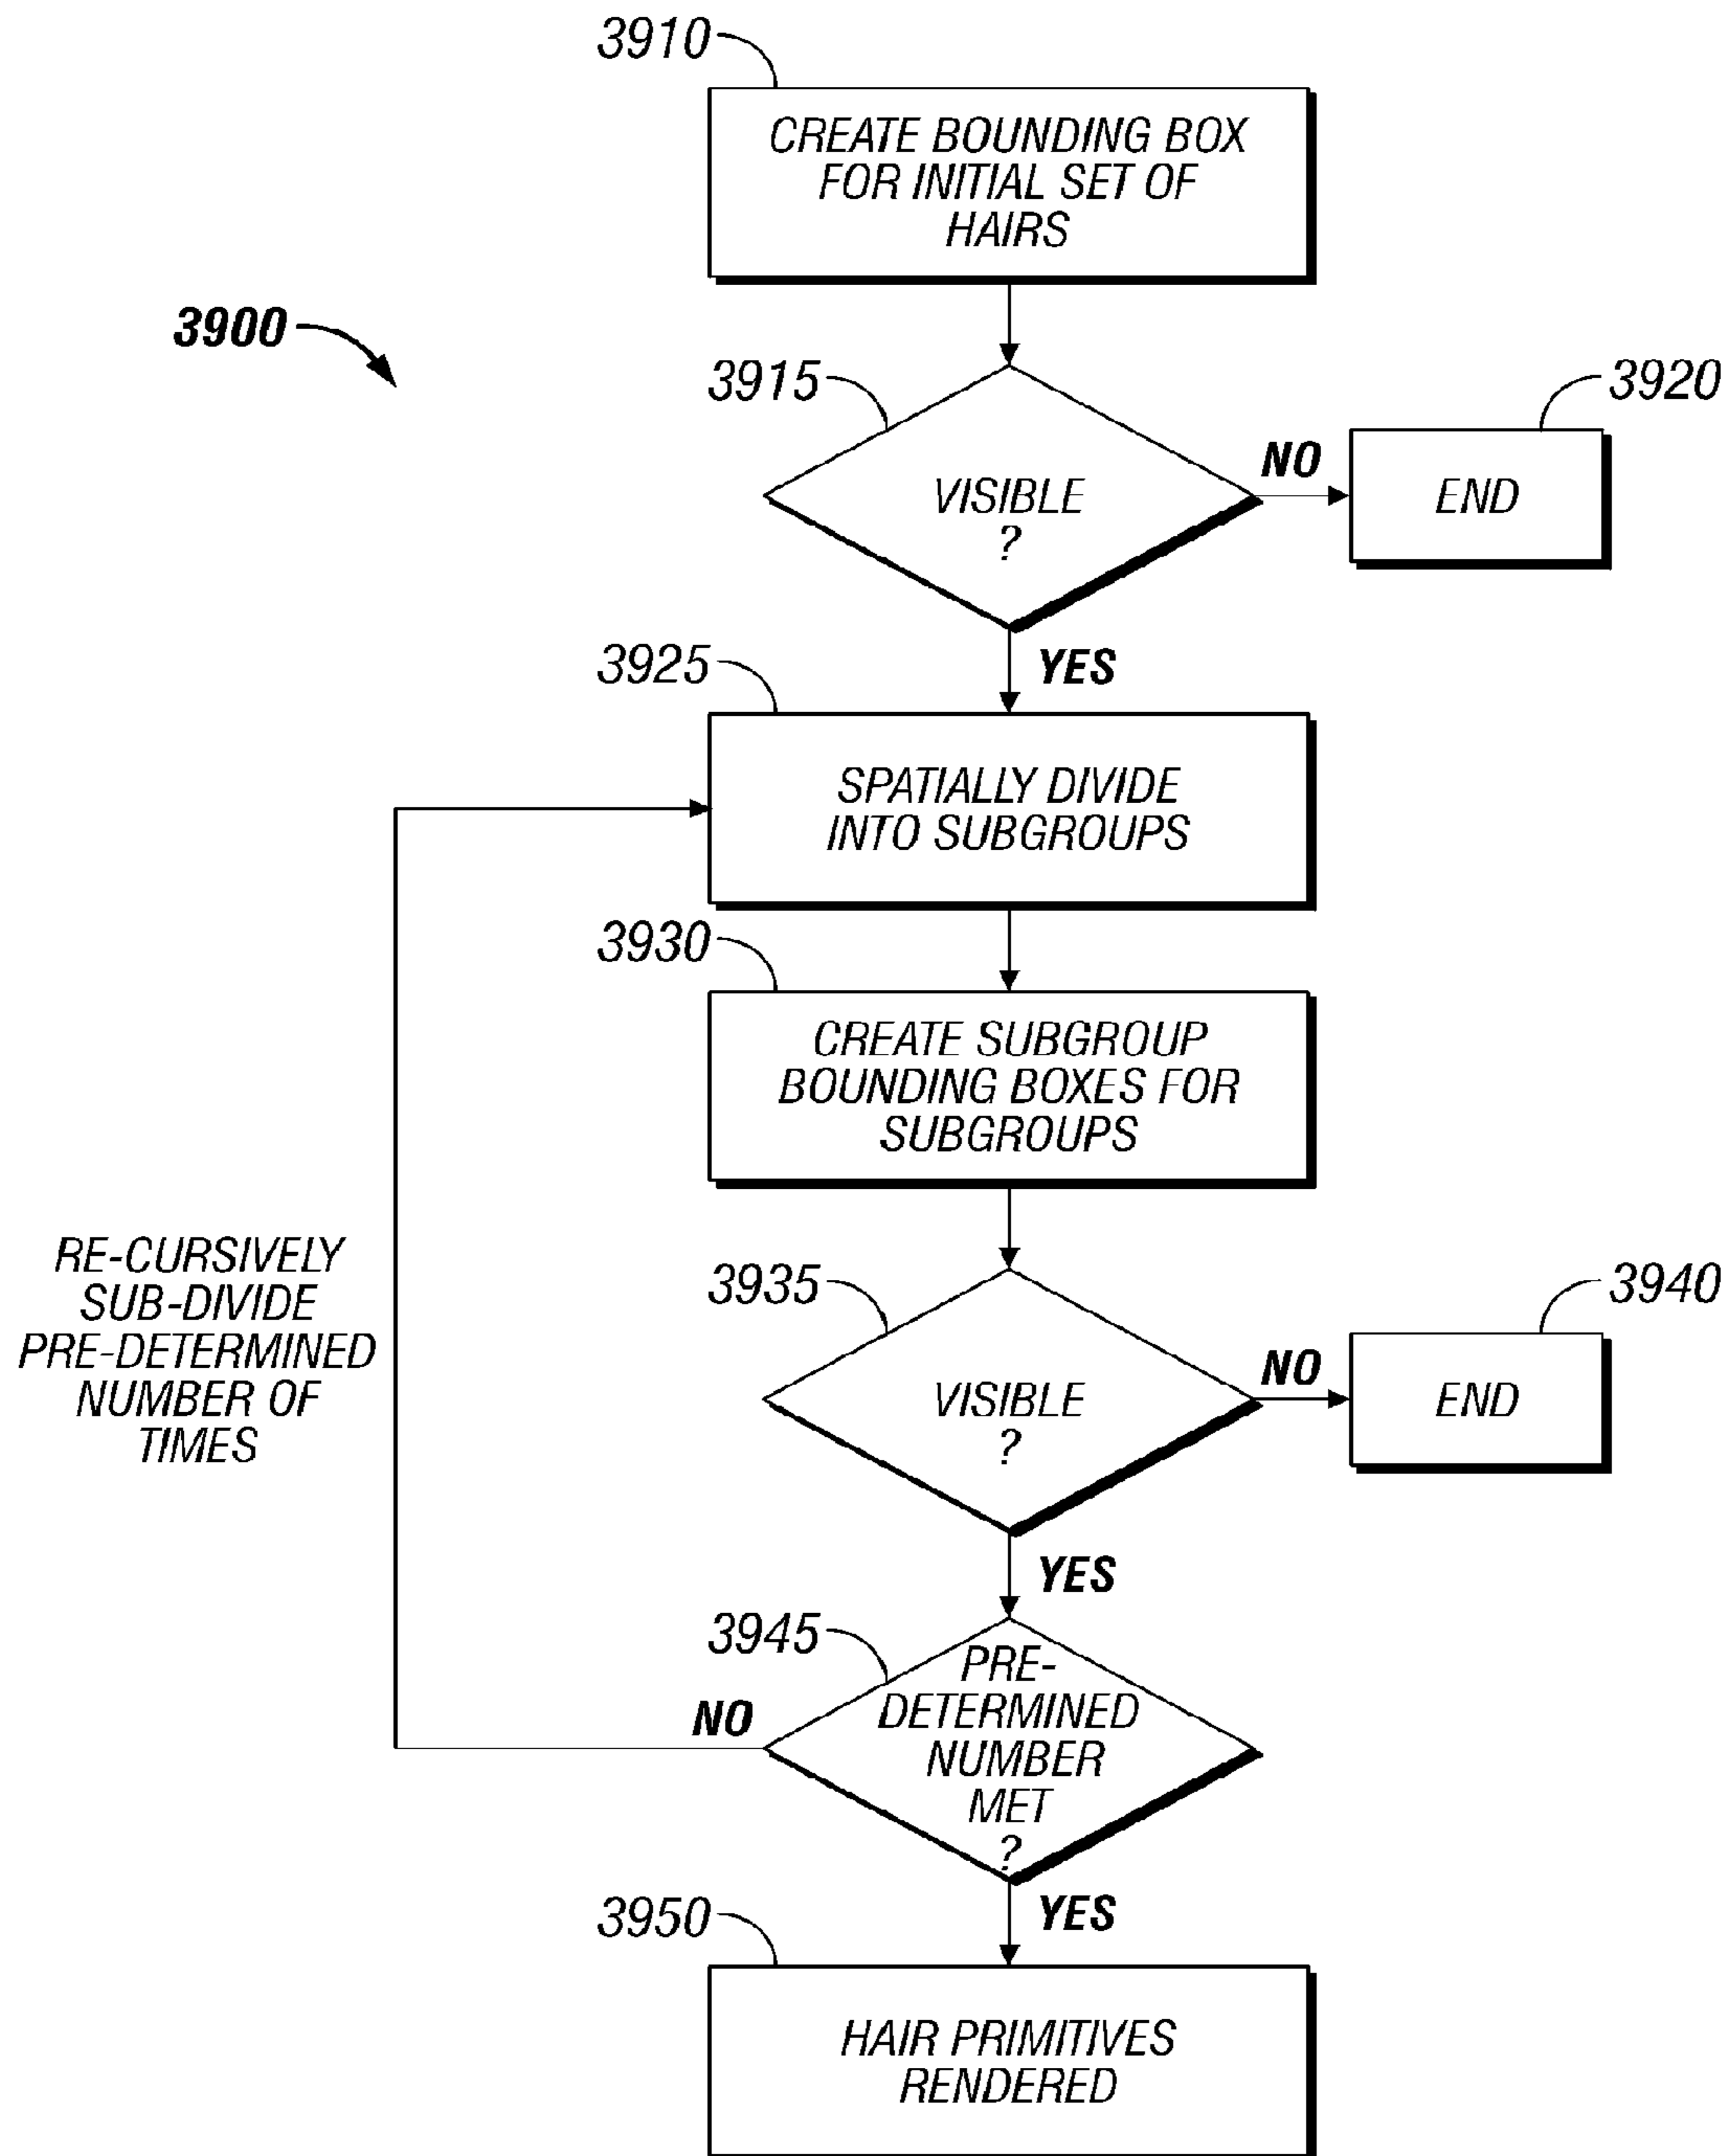 3910
CREATE BOUNDING BOX
FOR INITIAL SET OF
HAIRS
3900
3915
VISIBLE
?
NO
3920
END
YES
3925
SPATIALLY DIVIDE
INTO SUBGROUPS
3930
CREATE SUBGROUP
BOUNDING BOXES FOR
SUBGROUPS
RE-CURSIVELY
SUB-DIVIDE
PRE-DETERMINED
NUMBER OF
TIMES
3935
VISIBLE
?
NO
3940
END
YES
3945
PRE-
DETERMINED
NUMBER
MET
?
NO
YES
3950
HAIR PRIMITIVES
RENDERED